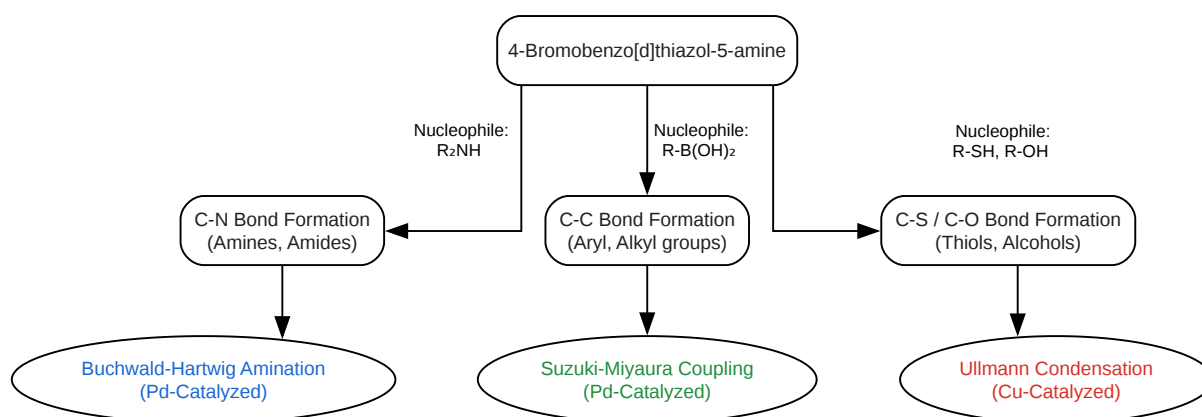 4-Bromobenzo[d]thiazol-5-amine
Nucleophile:
R₂NH
Nucleophile:
R-B(OH)₂
Nucleophile:
R-SH, R-OH
C-N Bond Formation
(Amines, Amides)
C-C Bond Formation
(Aryl, Alkyl groups)
C-S / C-O Bond Formation
(Thiols, Alcohols)
Buchwald-Hartwig Amination
(Pd-Catalyzed)
Suzuki-Miyaura Coupling
(Pd-Catalyzed)
Ullmann Condensation
(Cu-Catalyzed)